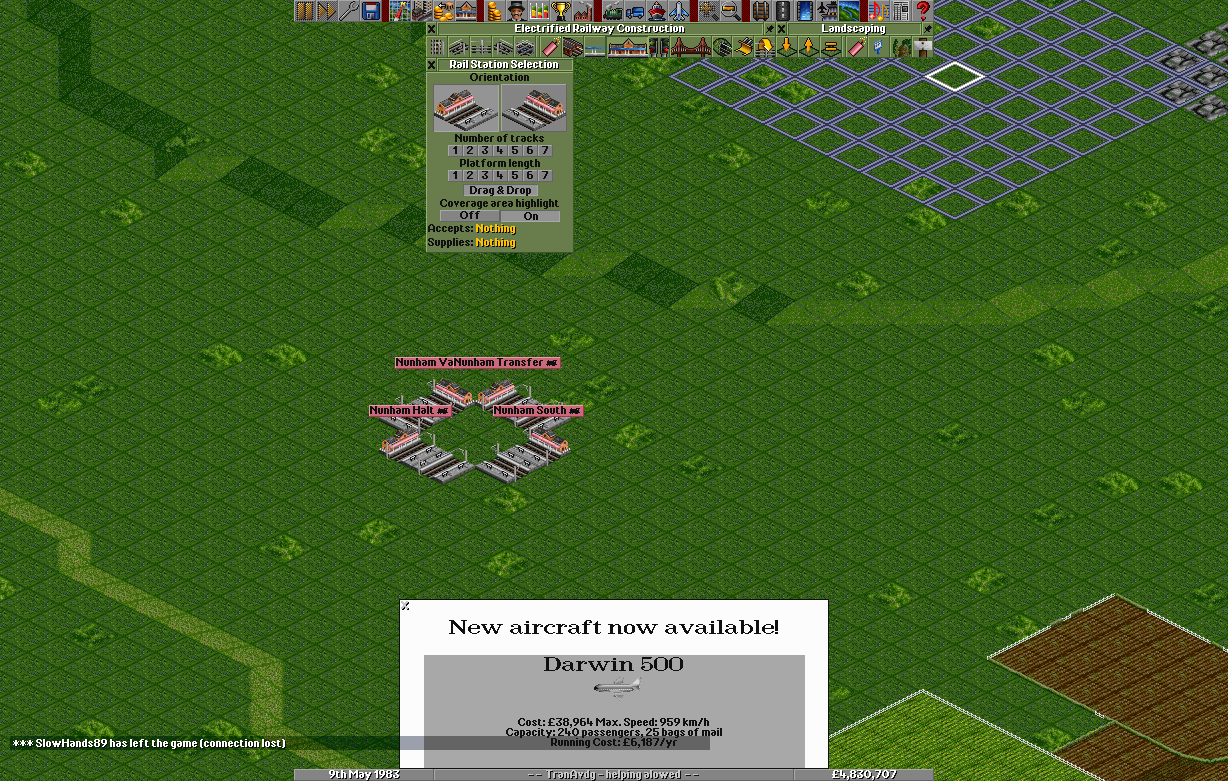 Electrified Railway Construction
Landscaping
Rail Station Selection
Orientation
Number of tracks
1 2 3 4 5 6 7
Platform length
1 2 3 4 5 6 7
Drag & Drop
Coverage area highlight
Off On
Accepts: Nothing
Supplies: Nothing
Nunham Va
Nunham Transfer
Nunham Halt
Nunham South
New aircraft now available!
Darwin 500
Cost: £38,964 Max. Speed: 959 km/h
Capacity: 240 passengers, 25 bags of mail
Running Cost: £6,187/yr
*** SlowHands89 has left the game (connection lost)
9th May 1983
-- TranAvdg - helping alowed --
£4,830,707